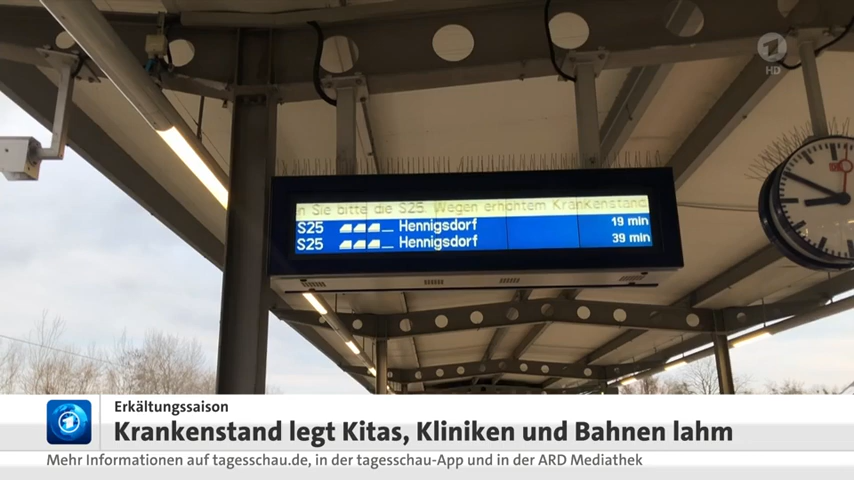 1 HD
n Sie bitte die S25. Wegen erhöhtem Krankenstand
S25 Hennigsdorf 19 min
S25 Hennigsdorf 39 min
Erkältungssaison
Krankenstand legt Kitas, Kliniken und Bahnen lahm
Mehr Informationen auf tagesschau.de, in der tagesschau-App und in der ARD Mediathek